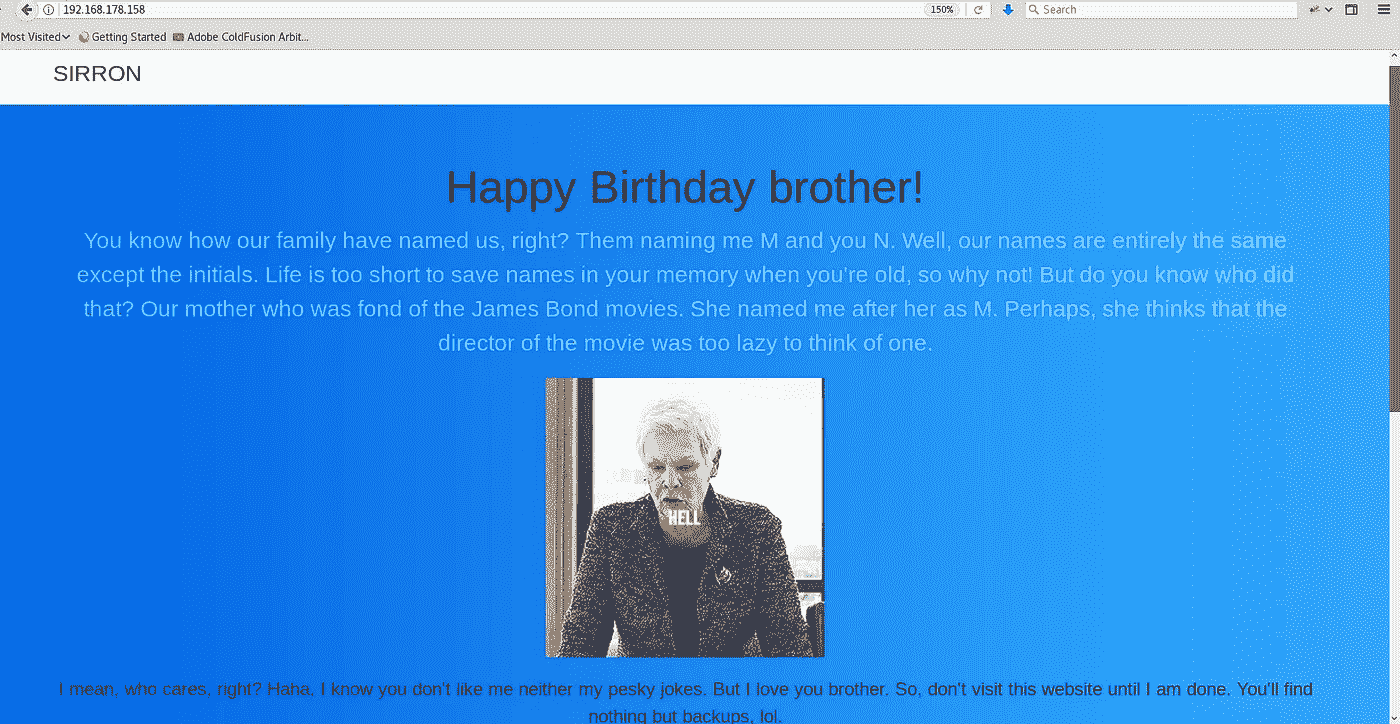 192.168.178.158
150%
Search
Most Visited
Getting Started
Adobe ColdFusion Arbit...
SIRRON
Happy Birthday brother!
You know how our family have named us, right? Them naming me M and you N. Well, our names are entirely the same
except the initials. Life is too short to save names in your memory when you're old, so why not! But do you know who did
that? Our mother who was fond of the James Bond movies. She named me after her as M. Perhaps, she thinks that the
director of the movie was too lazy to think of one.
HELL
I mean, who cares, right? Haha, I know you don't like me neither my pesky jokes. But I love you brother. So, don't visit this website until I am done. You'll find
nothing but backups, lol.